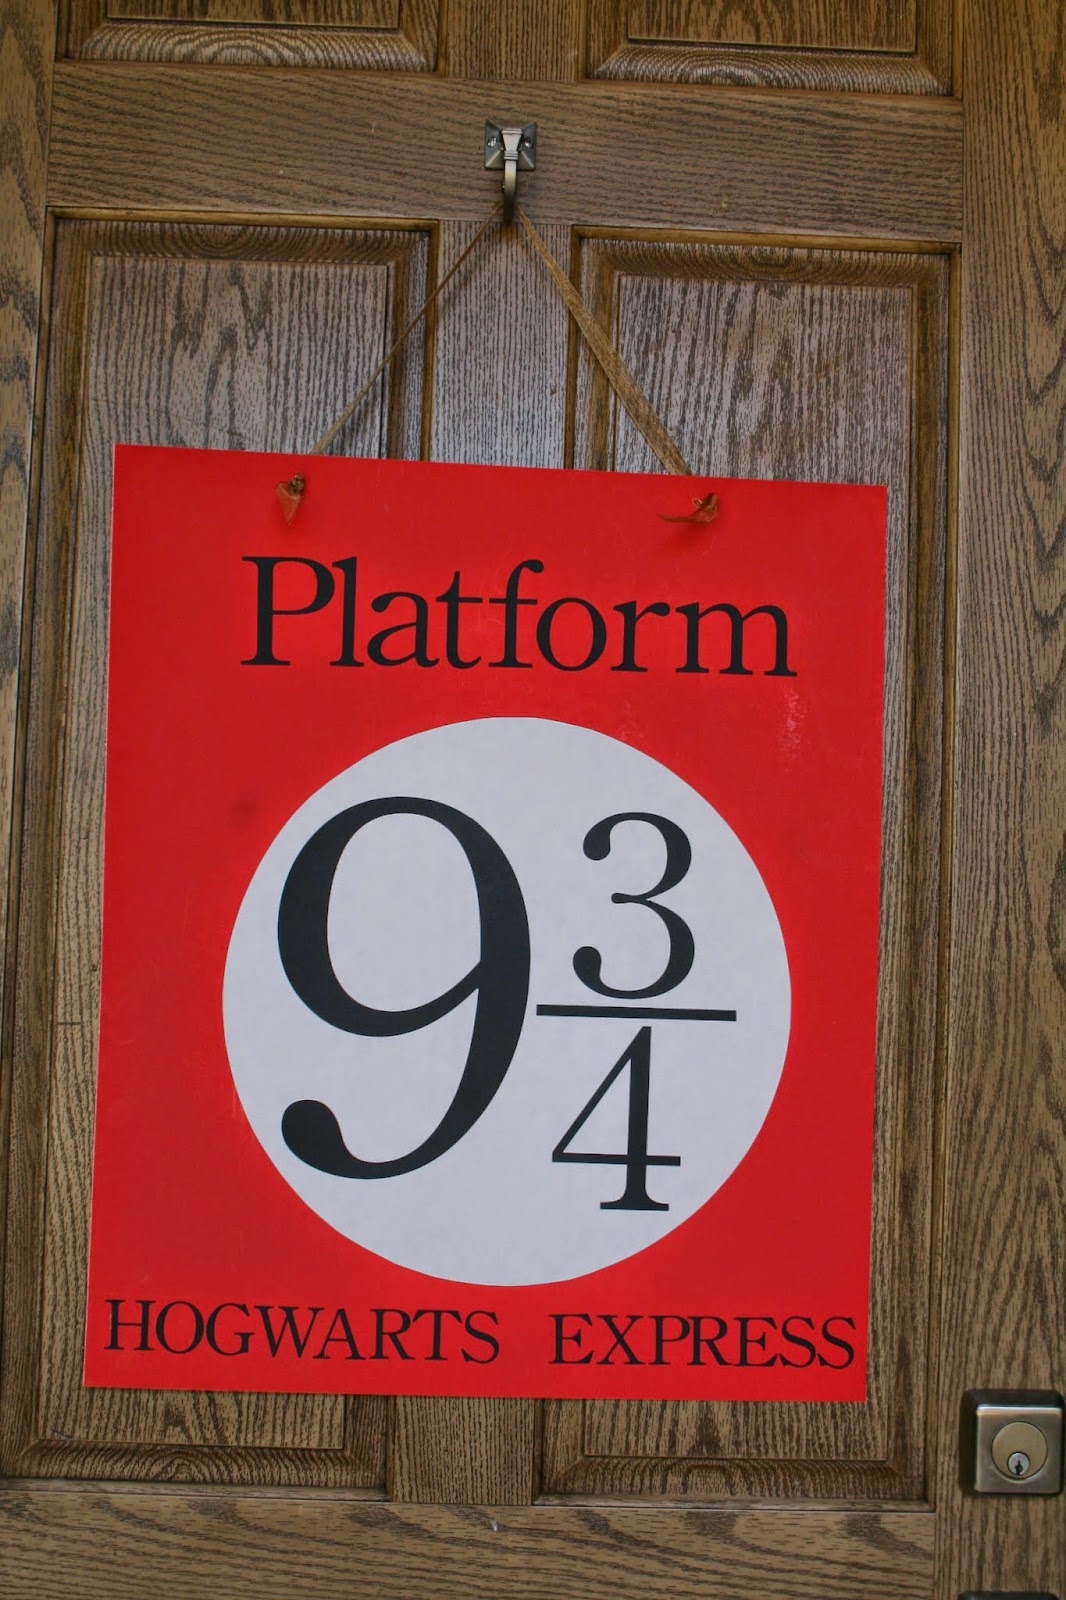 Platform
9 3/4
HOGWARTS EXPRESS